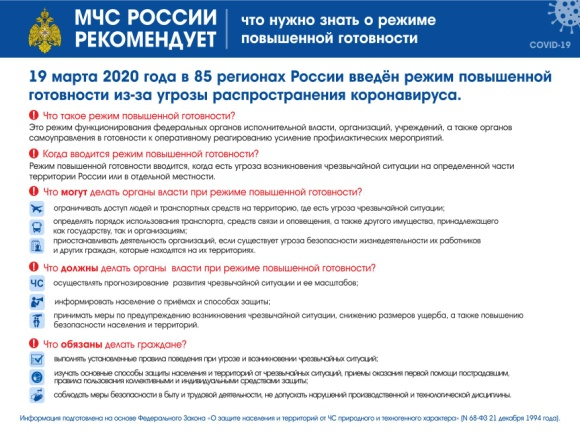 МЧС РОССИИ
РЕКОМЕНДУЕТ
что нужно знать о режиме
повышенной готовности
COVID-19
19 марта 2020 года в 85 регионах России введён режим повышенной
готовности из-за угрозы распространения коронавируса.
Что такое режим повышенной готовности?
Это режим функционирования федеральных органов исполнительной власти, организаций, учреждений, а также органов
самоуправления в готовности к оперативному реагированию усиление профилактических мероприятий.
Когда вводится режим повышенной готовности?
Режим повышенной готовности вводится, когда есть угроза возникновения чрезвычайной ситуации на определенной части
территории России или в отдельной местности.
Что могут делать органы власти при режиме повышенной готовности?
ограничивать доступ людей и транспортных средств на территорию, где есть угроза чрезвычайной ситуации;
определять порядок использования транспорта, средств связи и оповещения, а также другого имущества, принадлежащего
как государству, так и организациям;
приостанавливать деятельность организаций, если существует угроза безопасности жизнедеятельности их работников
и других граждан, которые находятся на их территориях.
Что должны делать органы власти при режиме повышенной готовности?
ЧС осуществлять прогнозирование развития чрезвычайной ситуации и ее масштабов;
информировать население о приёмах и способах защиты;
принимать меры по предупреждению возникновения чрезвычайной ситуации, снижению размеров ущерба, а также повышению
безопасности населения и территорий.
Что обязаны делать граждане?
выполнять установленные правила поведения при угрозе и возникновении чрезвычайных ситуаций;
изучать основные способы защиты населения и территорий от чрезвычайных ситуаций, приемы оказания первой помощи пострадавшим,
правила пользования коллективными и индивидуальными средствами защиты;
соблюдать меры безопасности в быту и трудовой деятельности, не допускать нарушений производственной и технологической дисциплины.
Информация подготовлена на основе Федерального Закона «О защите населения и территорий от ЧС природного и техногенного характера» (N 68-ФЗ 21 декабря 1994 года).